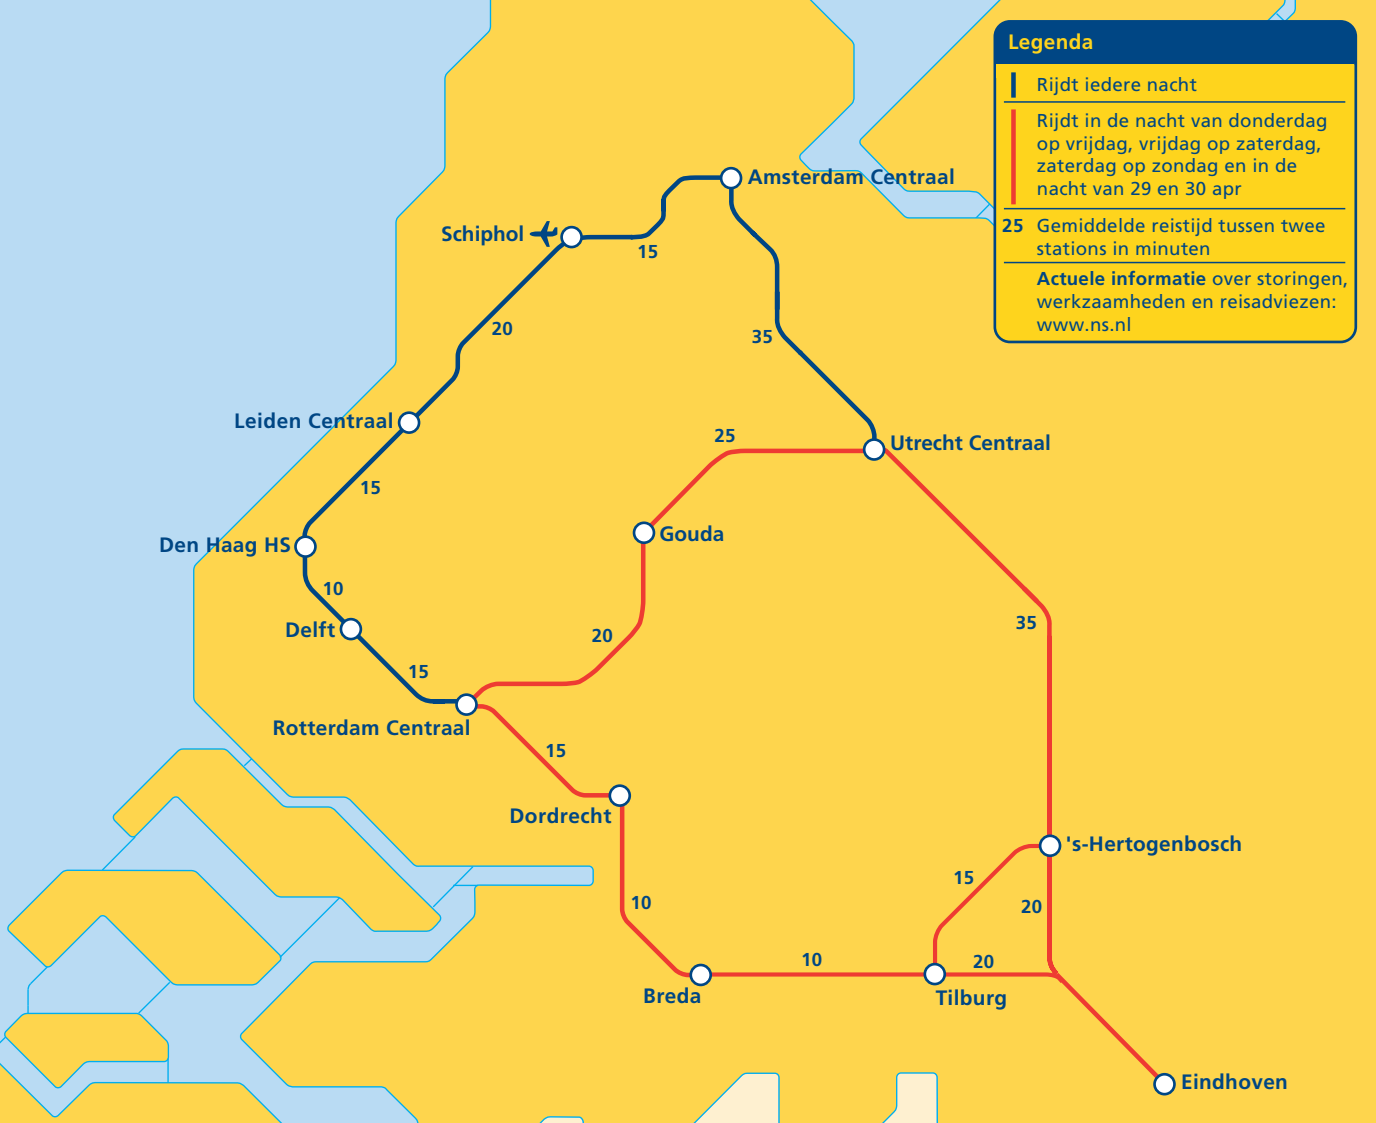 Legenda
Rijdt iedere nacht
Rijdt in de nacht van donderdag
op vrijdag, vrijdag op zaterdag,
zaterdag op zondag en in de
nacht van 29 en 30 apr
25 Gemiddelde reistijd tussen twee
stations in minuten
Actuele informatie over storingen,
werkzaamheden en reisadviezen:
www.ns.nl
Amsterdam Centraal
Schiphol
15
20
35
Leiden Centraal
25
Utrecht Centraal
15
Gouda
Den Haag HS
10
35
Delft
20
15
Rotterdam Centraal
15
Dordrecht
's-Hertogenbosch
15
10
20
10
20
Breda
Tilburg
Eindhoven